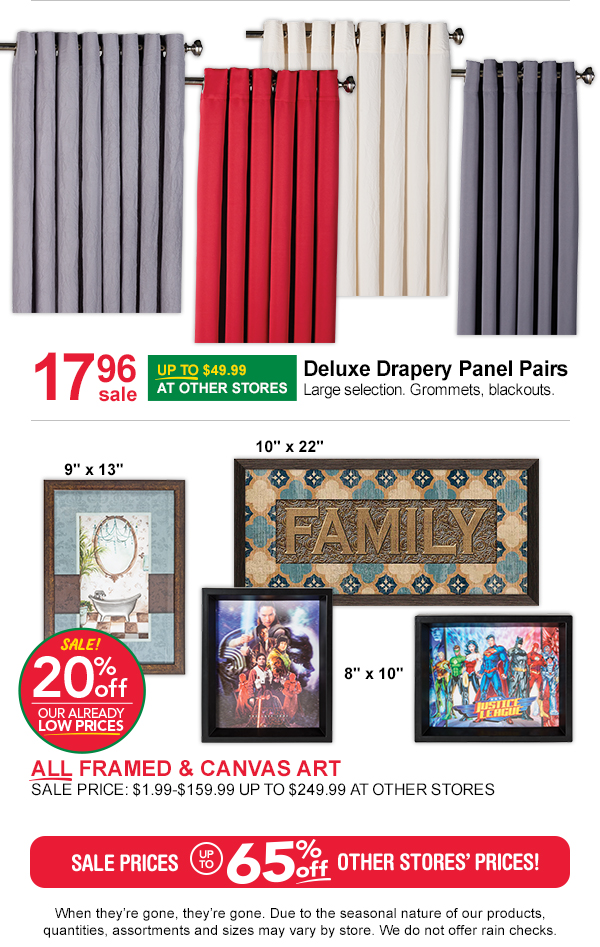 1796
sale
UP TO $49.99
AT OTHER STORES
Deluxe Drapery Panel Pairs
Large selection. Grommets, blackouts.
10" x 22"
9" x 13"
FAMILY
8" x 10"
JUSTICE
LEAGUE
SALE!
20% off
OUR ALREADY
LOW PRICES
ALL FRAMED & CANVAS ART
SALE PRICE: $1.99-$159.99 UP TO $249.99 AT OTHER STORES
SALE PRICES UP TO 65% off OTHER STORES' PRICES!
When they're gone, they're gone. Due to the seasonal nature of our products,
quantities, assortments and sizes may vary by store. We do not offer rain checks.